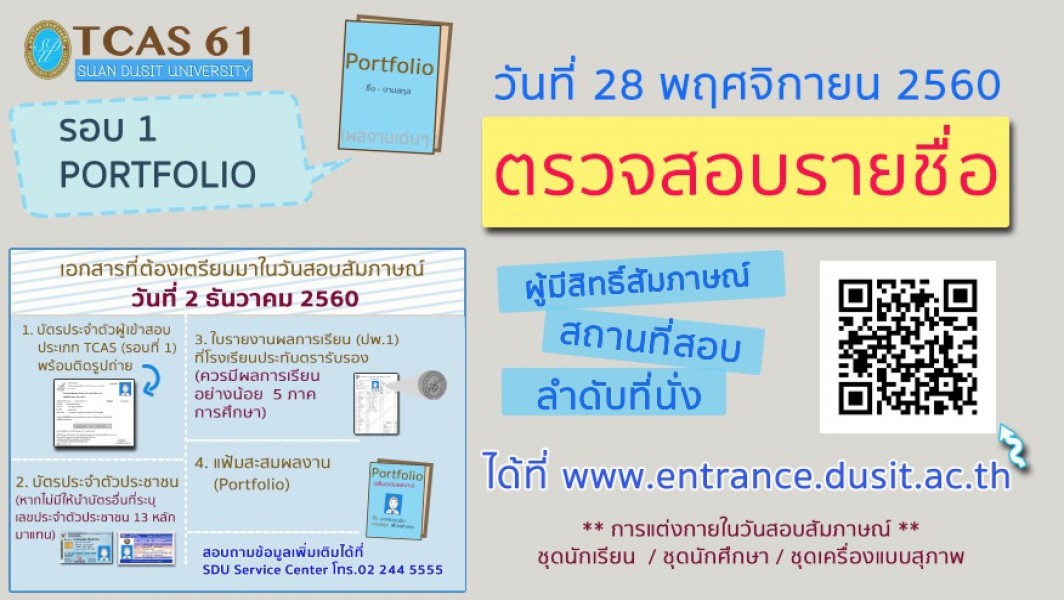 TCAS 61
SUAN DUSIT UNIVERSITY
รอบ 1
PORTFOLIO
Portfolio
ชื่อ - นามสกุล
(ผลงานเด่นๆ)
วันที่ 28 พฤศจิกายน 2560
ตรวจสอบรายชื่อ
ผู้มีสิทธิ์สัมภาษณ์
สถานที่สอบ
ลำดับที่นั่ง
ได้ที่ www.entrance.dusit.ac.th
** การแต่งกายในวันสอบสัมภาษณ์ **
ชุดนักเรียน / ชุดนักศึกษา / ชุดเครื่องแบบสุภาพ
เอกสารที่ต้องเตรียมมาในวันสอบสัมภาษณ์
วันที่ 2 ธันวาคม 2560
1. บัตรประจำตัวผู้เข้าสอบ
ประเภท TCAS (รอบที่ 1)
พร้อมติดรูปถ่าย
2. บัตรประจำตัวประชาชน
(หากไม่มีให้นำบัตรอื่นที่ระบุ
เลขประจำตัวประชาชน 13 หลัก
มาแทน)
3. ใบรายงานผลการเรียน (ปพ.1)
ที่โรงเรียนประทับตรารับรอง
(ควรมีผลการเรียน
อย่างน้อย 5 ภาค
การศึกษา)
4. แฟ้มสะสมผลงาน
(Portfolio)
Portfolio
สอบถามข้อมูลเพิ่มเติมได้ที่
SDU Service Center โทร.02 244 5555